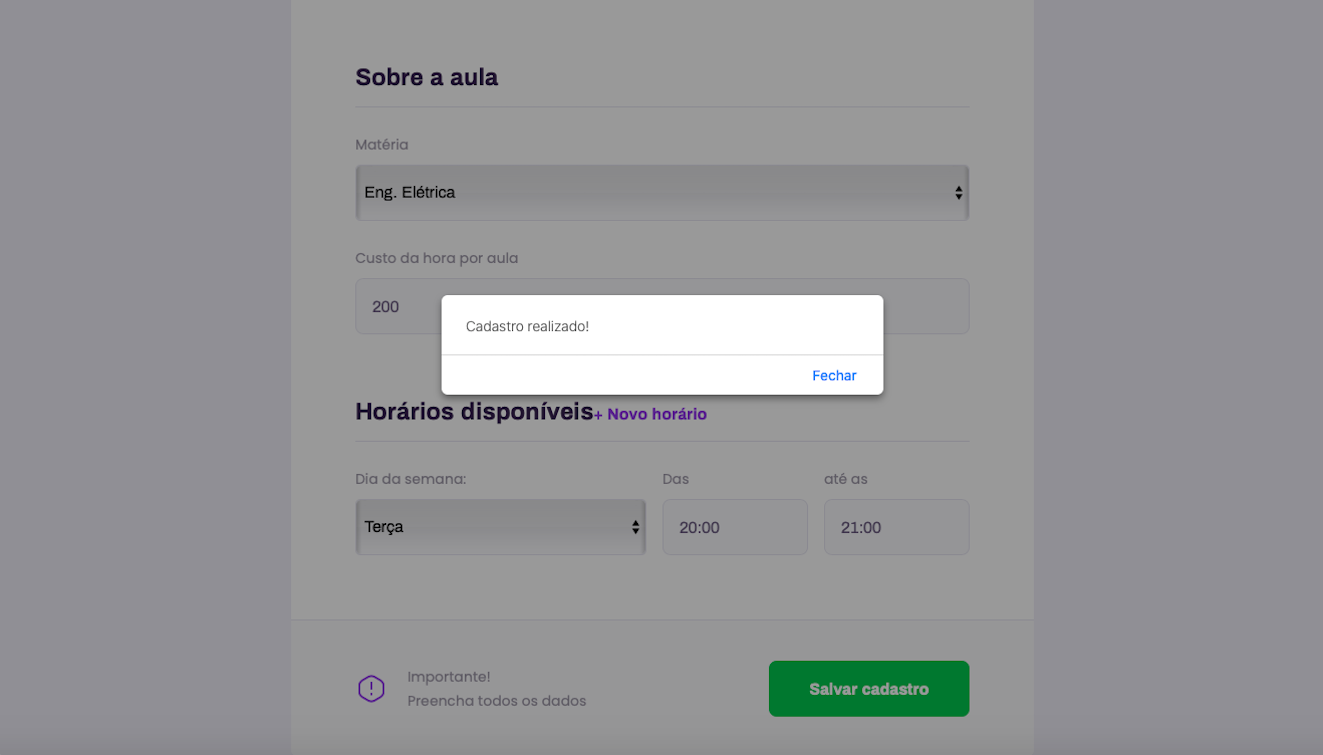 Sobre a aula
Matéria
Eng. Elétrica
Custo da hora por aula
200
Cadastro realizado!
Fechar
Horários disponíveis+ Novo horário
Dia da semana: Das até as
Terça 20:00 21:00
Importante!
Preencha todos os dados
Salvar cadastro